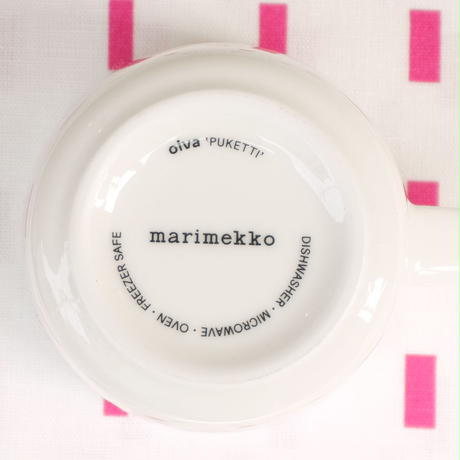 oiva 'PUKETTI'
marimekko
DISHWASHER · MICROWAVE · OVEN · FREEZER SAFE